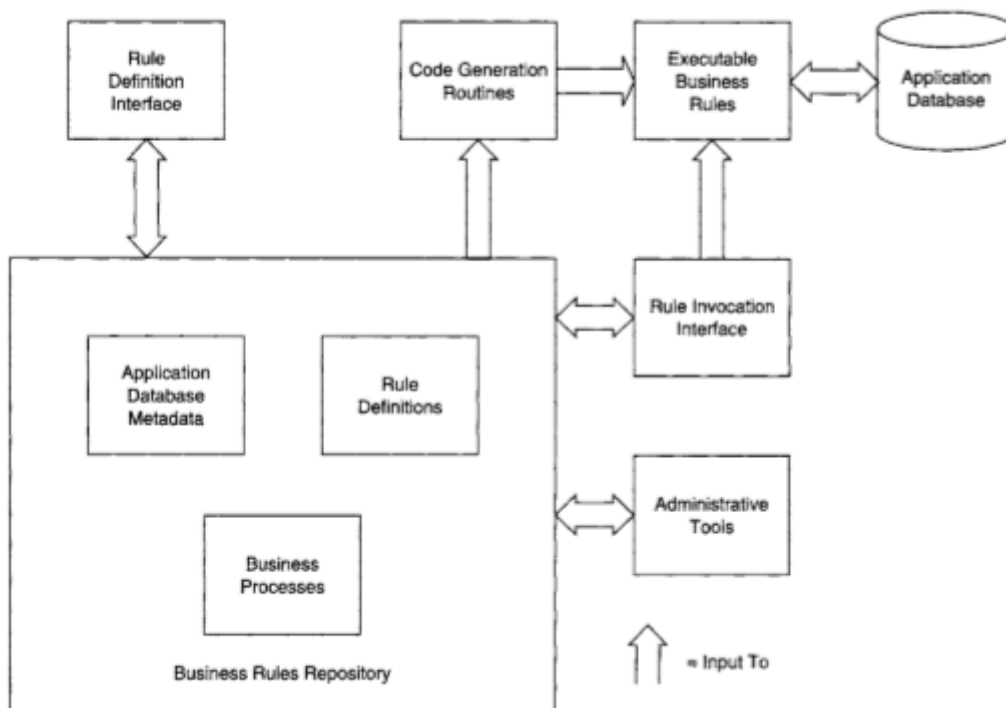 Rule
Definition
Interface
Code Generation
Routines
Executable
Business
Rules
Application
Database
Application
Database
Metadata
Rule
Definitions
Rule Invocation
Interface
Business
Processes
Administrative
Tools
Business Rules Repository
= Input To